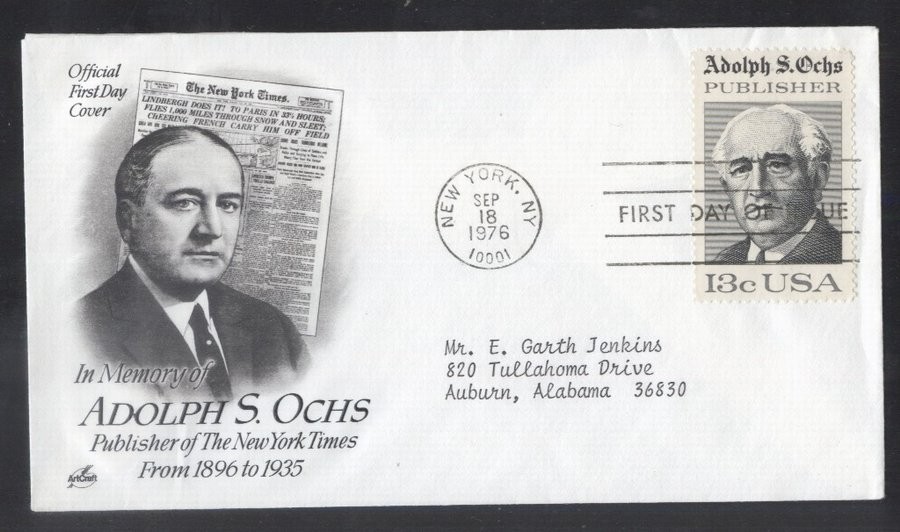 Official
First Day
Cover
The New York Times.
LINDBERGH DOES IT! TO PARIS IN 33½ HOURS;
FLIES 1,000 MILES THROUGH SNOW AND SLEET;
CHEERING FRENCH CARRY HIM OFF FIELD
In Memory of
ADOLPH S. OCHS
Publisher of The New York Times
From 1896 to 1935
ArtCraft
NEW YORK, NY
SEP
18
1976
10001
FIRST DAY OF UE
Adolph S. Ochs
PUBLISHER
13c USA
Mr. E. Garth Jenkins
820 Tullahoma Drive
Auburn, Alabama 36830